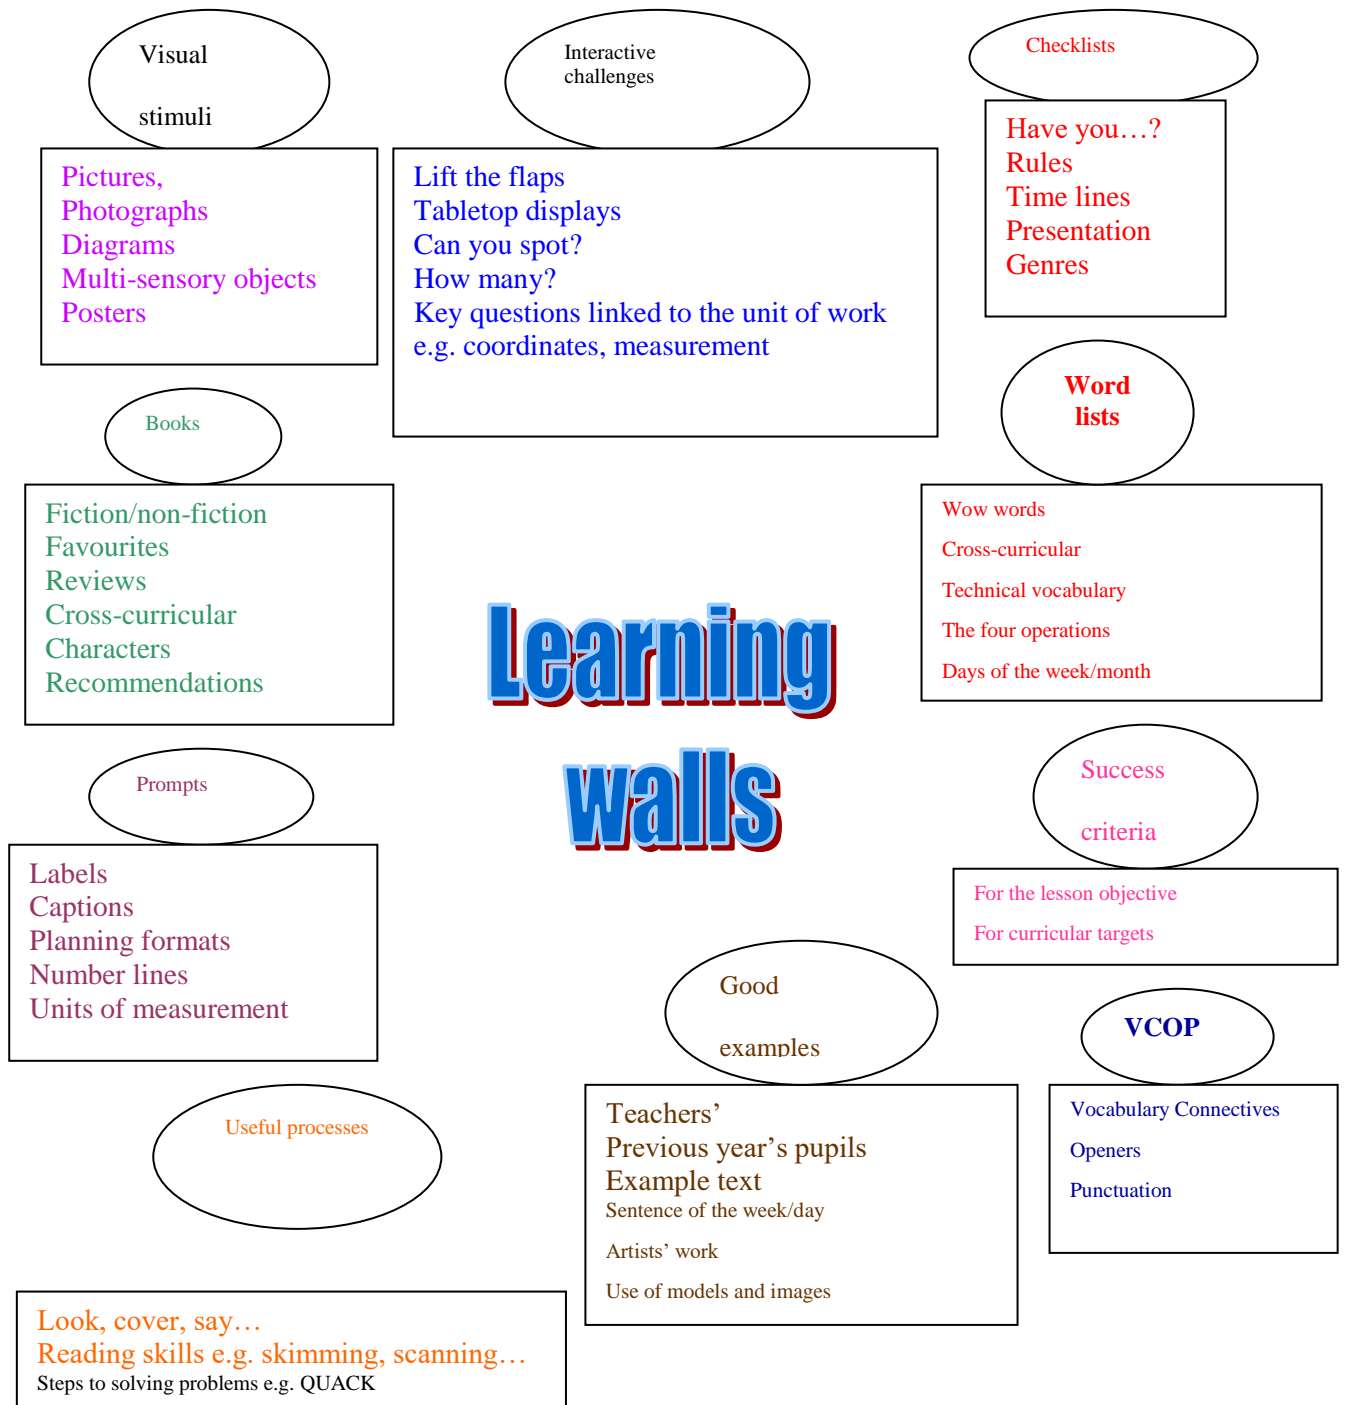 Visual
stimuli
Pictures,
Photographs
Diagrams
Multi-sensory objects
Posters
Interactive
challenges
Lift the flaps
Tabletop displays
Can you spot?
How many?
Key questions linked to the unit of work
e.g. coordinates, measurement
Checklists
Have you…?
Rules
Time lines
Presentation
Genres
Books
Fiction/non-fiction
Favourites
Reviews
Cross-curricular
Characters
Recommendations
Word
lists
Wow words
Cross-curricular
Technical vocabulary
The four operations
Days of the week/month
Learning
walls
Prompts
Labels
Captions
Planning formats
Number lines
Units of measurement
Success
criteria
For the lesson objective
For curricular targets
Good
examples
Teachers’
Previous year’s pupils
Example text
Sentence of the week/day
Artists’ work
Use of models and images
VCOP
Vocabulary Connectives
Openers
Punctuation
Useful processes
Look, cover, say…
Reading skills e.g. skimming, scanning…
Steps to solving problems e.g. QUACK